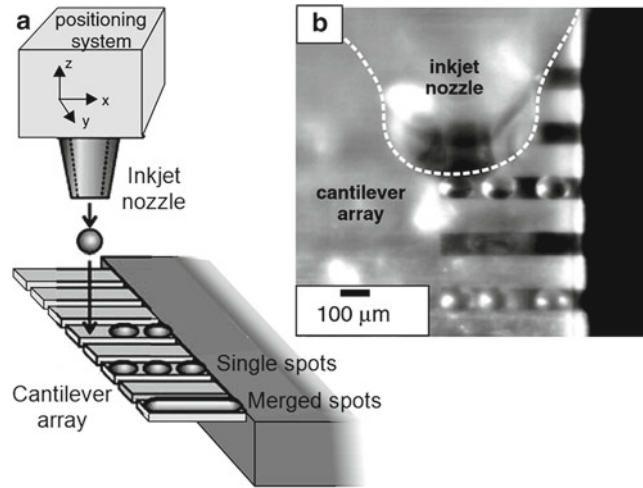 a
positioning
system
z
x
y
Inkjet
nozzle
Single spots
Cantilever
array
Merged spots
b
inkjet
nozzle
cantilever
array
100 µm